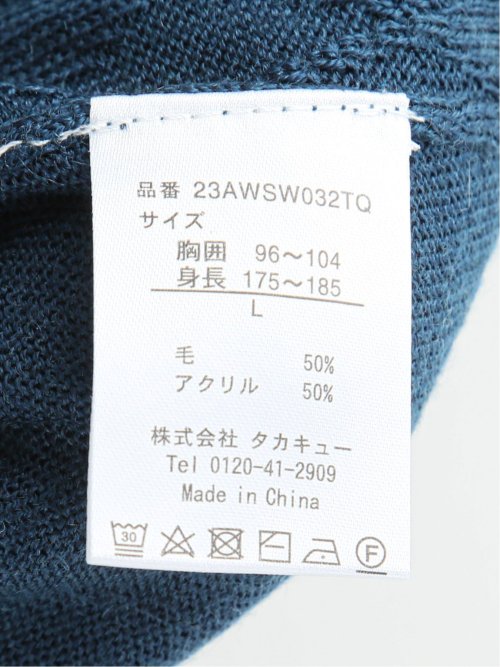 品番 23AWSW032TQ
サイズ
胸囲 96～104
身長 175～185
L
毛 50%
アクリル 50%
株式会社 タカキュー
Tel 0120-41-2909
Made in China
30 F